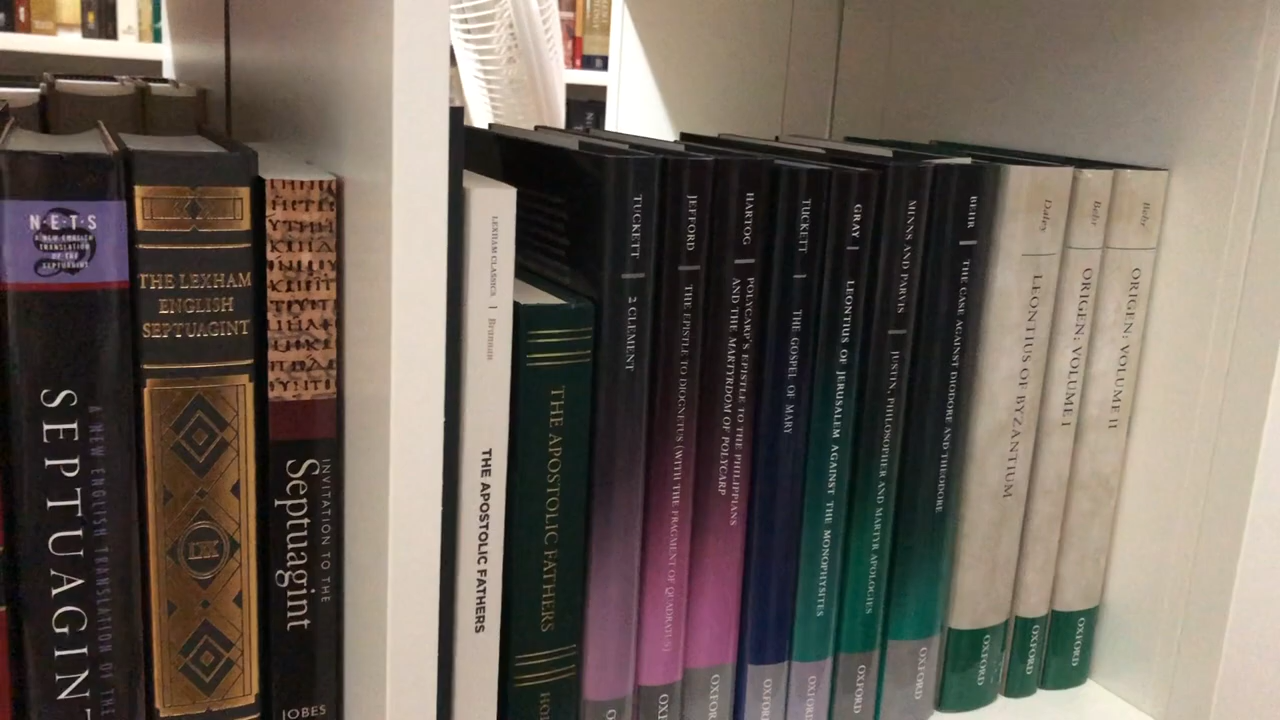 N·E·T·S
A NEW ENGLISH
TRANSLATION
OF THE
SEPTUAGINT
SEPTUAGINT
A NEW ENGLISH TRANSLATION OF THE
THE LEXHAM
ENGLISH
SEPTUAGINT
LEX
INVITATION TO THE
Septuagint
JOBES
LEXHAM CLASSICS | Brannan
THE APOSTOLIC FATHERS
THE APOSTOLIC FATHERS
TUCKETT | 2 CLEMENT
JEFFORD | THE EPISTLE TO DIOGNETUS (WITH THE FRAGMENT OF QUADRATUS)
HARTOG | POLYCARP'S EPISTLE TO THE PHILIPPIANS
AND THE MARTYRDOM OF POLYCARP
OXFORD
TUCKETT | THE GOSPEL OF MARY
OXFORD
GRAY | LEONTIUS OF JERUSALEM AGAINST THE MONOPHYSITES
OXFORD
MINNS AND PARVIS | JUSTIN, PHILOSOPHER AND MARTYR APOLOGIES
OXFORD
BEHR | THE CASE AGAINST DIODORE AND THEODORE
OXFORD
Daley | LEONTIUS OF BYZANTIUM
OXFORD
Behr | ORIGEN: VOLUME I
OXFORD
Behr | ORIGEN: VOLUME II
OXFORD